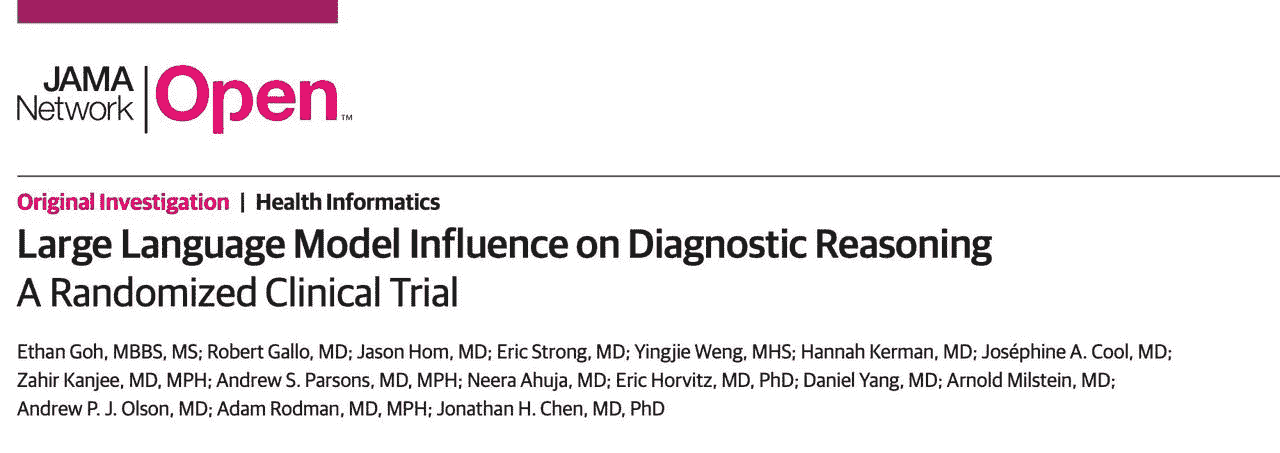 JAMA
Network
Open™
Original Investigation | Health Informatics
Large Language Model Influence on Diagnostic Reasoning
A Randomized Clinical Trial
Ethan Goh, MBBS, MS; Robert Gallo, MD; Jason Hom, MD; Eric Strong, MD; Yingjie Weng, MHS; Hannah Kerman, MD; Joséphine A. Cool, MD;
Zahir Kanjee, MD, MPH; Andrew S. Parsons, MD, MPH; Neera Ahuja, MD; Eric Horvitz, MD, PhD; Daniel Yang, MD; Arnold Milstein, MD;
Andrew P. J. Olson, MD; Adam Rodman, MD, MPH; Jonathan H. Chen, MD, PhD